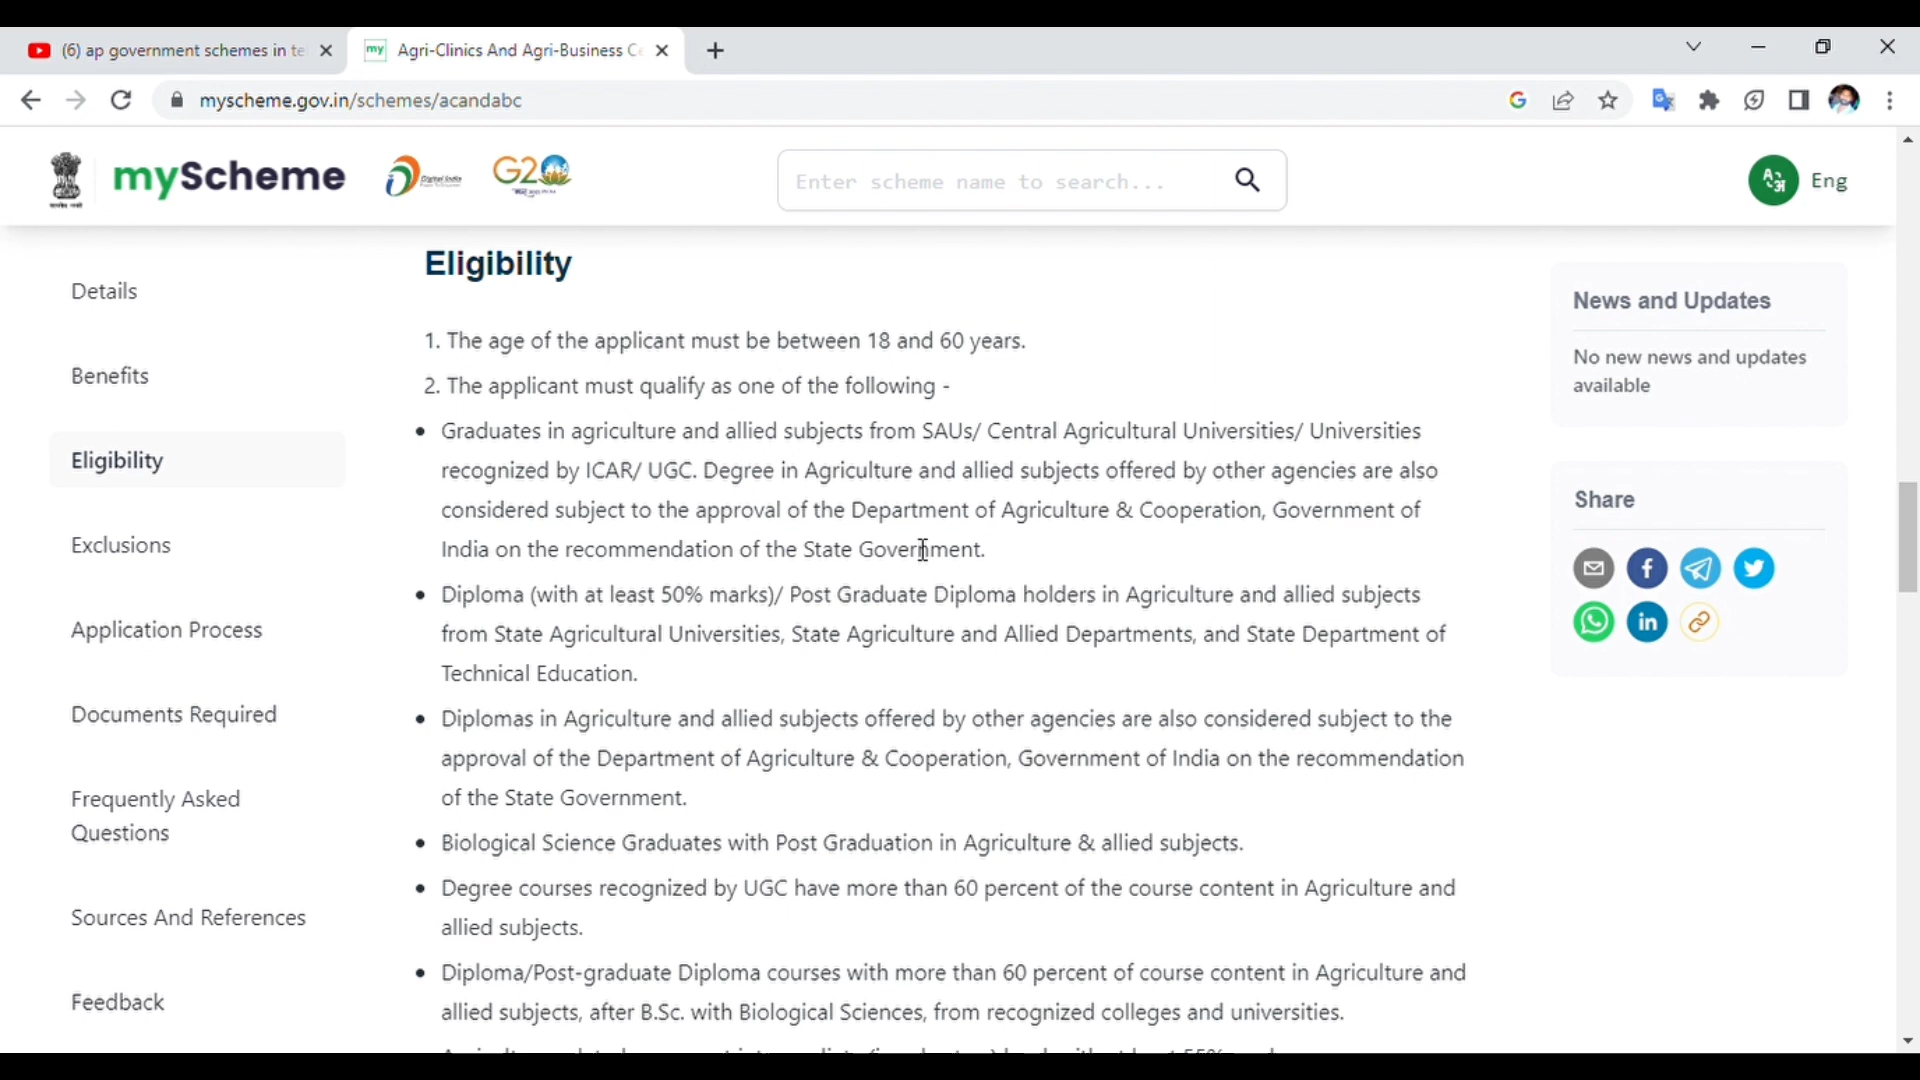 (6) ap government schemes in te
my Agri-Clinics And Agri-Business Ce
myscheme.gov.in/schemes/acandabc
myScheme
Digital India
G20
Enter scheme name to search...
Eng
Details
Benefits
Eligibility
Exclusions
Application Process
Documents Required
Frequently Asked
Questions
Sources And References
Feedback
Eligibility
1. The age of the applicant must be between 18 and 60 years.
2. The applicant must qualify as one of the following -
• Graduates in agriculture and allied subjects from SAUs/ Central Agricultural Universities/ Universities
recognized by ICAR/ UGC. Degree in Agriculture and allied subjects offered by other agencies are also
considered subject to the approval of the Department of Agriculture & Cooperation, Government of
India on the recommendation of the State Government.
• Diploma (with at least 50% marks)/ Post Graduate Diploma holders in Agriculture and allied subjects
from State Agricultural Universities, State Agriculture and Allied Departments, and State Department of
Technical Education.
• Diplomas in Agriculture and allied subjects offered by other agencies are also considered subject to the
approval of the Department of Agriculture & Cooperation, Government of India on the recommendation
of the State Government.
• Biological Science Graduates with Post Graduation in Agriculture & allied subjects.
• Degree courses recognized by UGC have more than 60 percent of the course content in Agriculture and
allied subjects.
• Diploma/Post-graduate Diploma courses with more than 60 percent of course content in Agriculture and
allied subjects, after B.Sc. with Biological Sciences, from recognized colleges and universities.
News and Updates
No new news and updates
available
Share